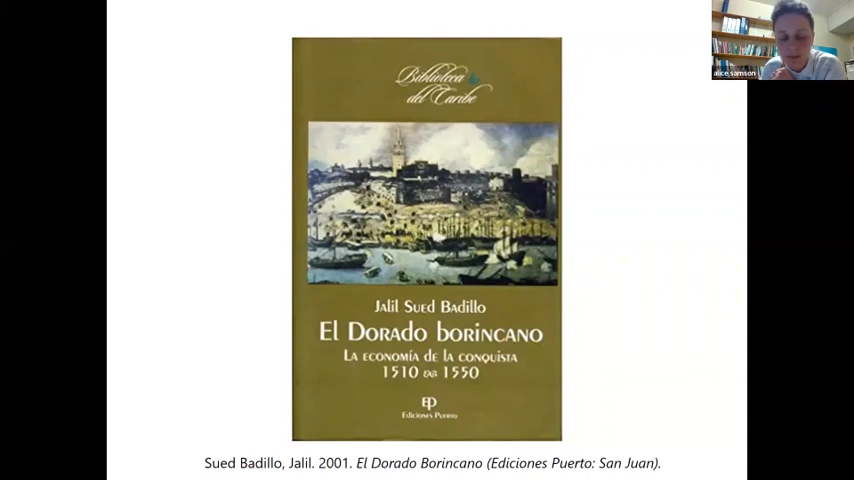 Biblioteca
del Caribe
Jalil Sued Badillo
El Dorado borincano
La economía de la conquista
1510 1550
EP
Ediciones Puerto
Sued Badillo, Jalil. 2001. El Dorado Borincano (Ediciones Puerto: San Juan).
alice samson